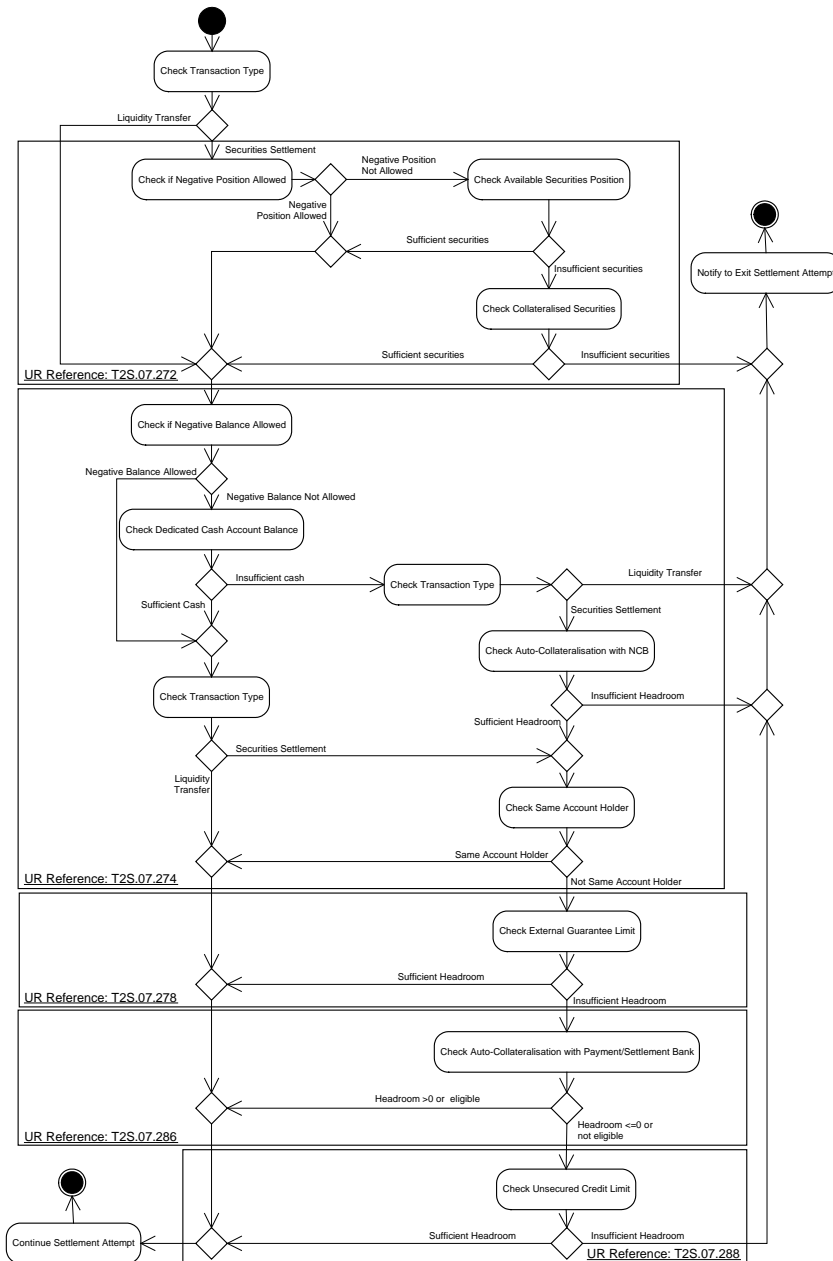 Check Transaction Type
Liquidity Transfer
Securities Settlement
Check if Negative Position Allowed
Negative Position
Not Allowed
Check Available Securities Position
Negative
Position Allowed
Sufficient securities
Insufficient securities
Notify to Exit Settlement Attempt
Check Collateralised Securities
Sufficient securities
Insufficient securities
UR Reference: T2S.07.272
Check if Negative Balance Allowed
Negative Balance Allowed
Negative Balance Not Allowed
Check Dedicated Cash Account Balance
Insufficient cash
Check Transaction Type
Liquidity Transfer
Sufficient Cash
Securities Settlement
Check Auto-Collateralisation with NCB
Check Transaction Type
Insufficient Headroom
Sufficient Headroom
Securities Settlement
Liquidity
Transfer
Check Same Account Holder
Same Account Holder
UR Reference: T2S.07.274
Not Same Account Holder
Check External Guarantee Limit
Sufficient Headroom
UR Reference: T2S.07.278
Insufficient Headroom
Check Auto-Collateralisation with Payment/Settlement Bank
Headroom >0 or eligible
Headroom <=0 or
not eligible
UR Reference: T2S.07.286
Check Unsecured Credit Limit
Continue Settlement Attempt
Sufficient Headroom
Insufficient Headroom
UR Reference: T2S.07.288